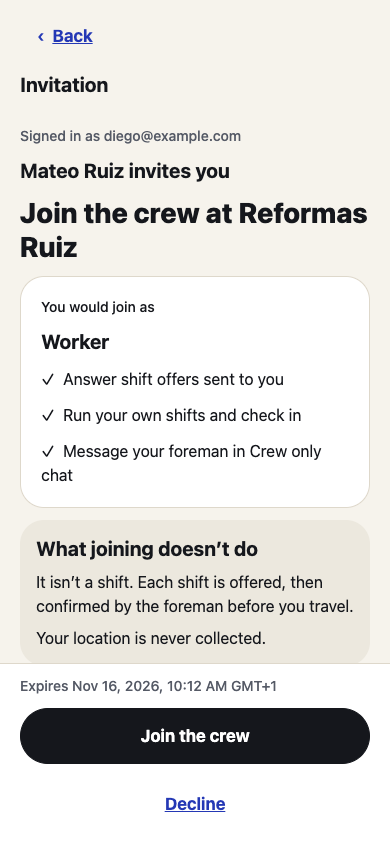 ‹ Back
Invitation
Signed in as diego@example.com
Mateo Ruiz invites you
Join the crew at Reformas
Ruiz
You would join as
Worker
✓ Answer shift offers sent to you
✓ Run your own shifts and check in
✓ Message your foreman in Crew only
chat
What joining doesn’t do
It isn’t a shift. Each shift is offered, then
confirmed by the foreman before you travel.
Your location is never collected.
Expires Nov 16, 2026, 10:12 AM GMT+1
Join the crew
Decline